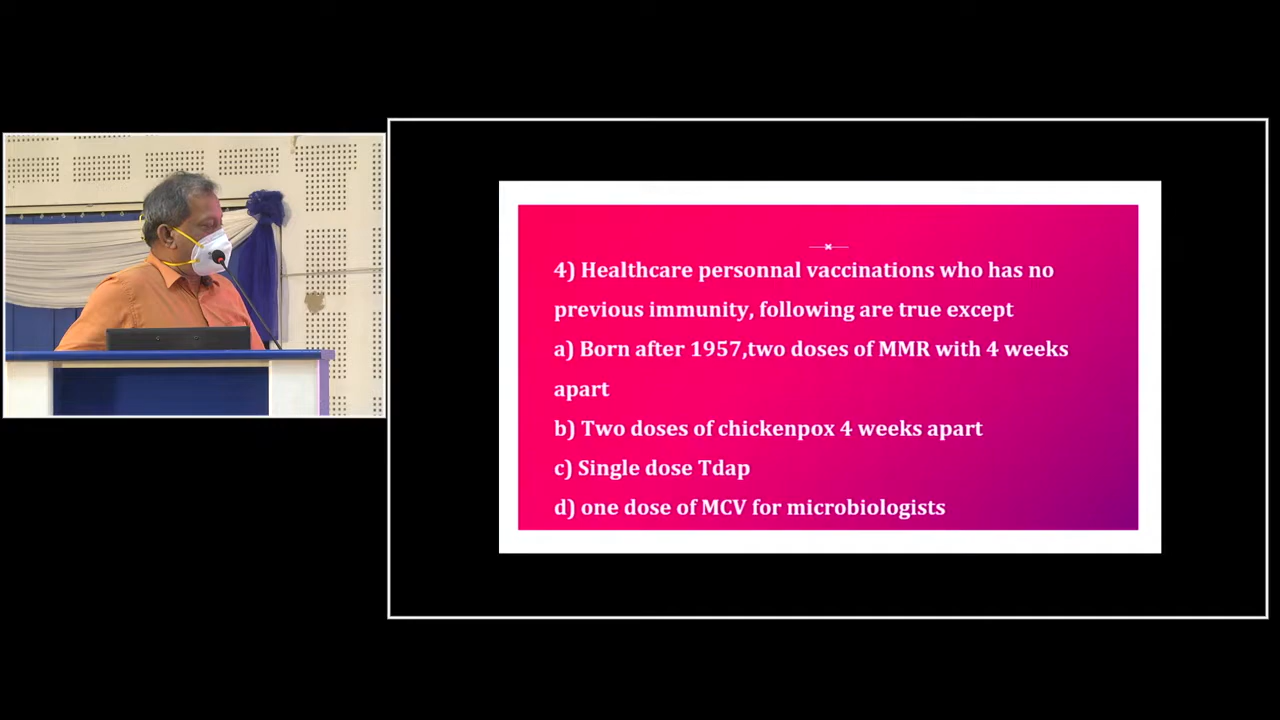 4) Healthcare personnal vaccinations who has no
previous immunity, following are true except
a) Born after 1957,two doses of MMR with 4 weeks
apart
b) Two doses of chickenpox 4 weeks apart
c) Single dose Tdap
d) one dose of MCV for microbiologists